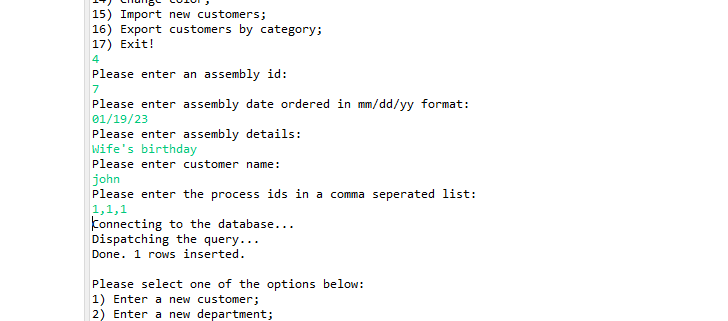 14) Change color;
15) Import new customers;
16) Export customers by category;
17) Exit!
4
Please enter an assembly id:
7
Please enter assembly date ordered in mm/dd/yy format:
01/19/23
Please enter assembly details:
Wife's birthday
Please enter customer name:
john
Please enter the process ids in a comma seperated list:
1,1,1
Connecting to the database...
Dispatching the query...
Done. 1 rows inserted.
Please select one of the options below:
1) Enter a new customer;
2) Enter a new department;